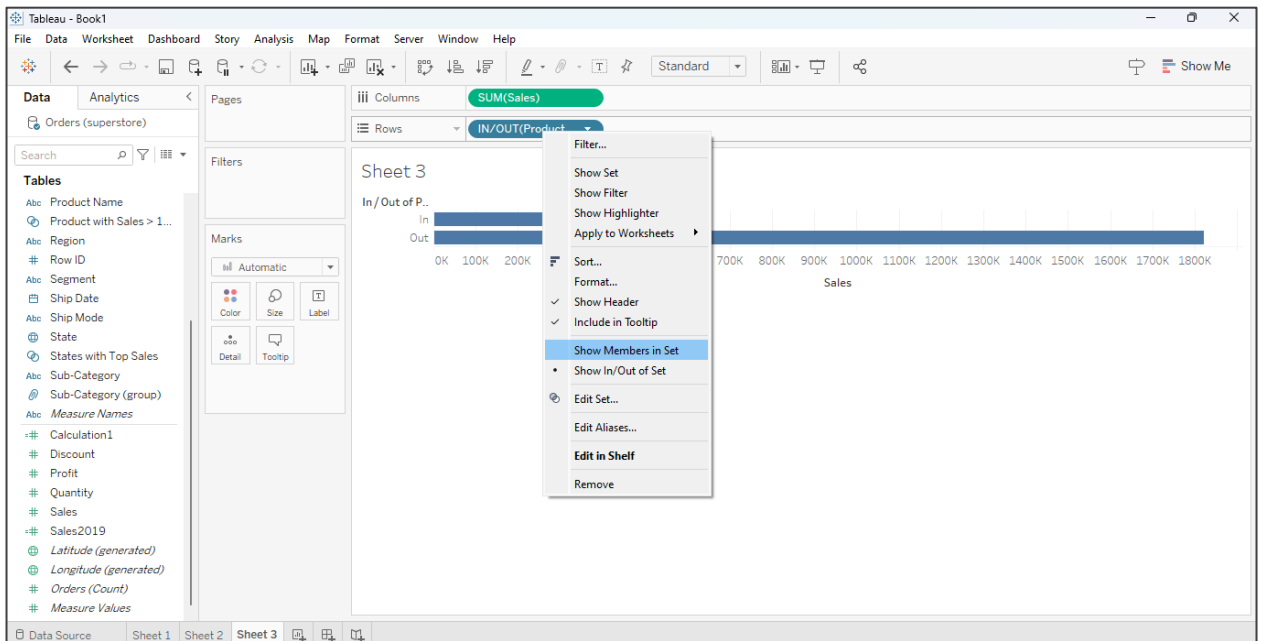 Tableau - Book1
File Data Worksheet Dashboard Story Analysis Map Format Server Window Help
Standard
Show Me
Data Analytics
Orders (superstore)
Search
Tables
Abc Product Name
Product with Sales > 1...
Abc Region
# Row ID
Abc Segment
Ship Date
Abc Ship Mode
State
States with Top Sales
Abc Sub-Category
Sub-Category (group)
Abc Measure Names
=# Calculation1
# Discount
# Profit
# Quantity
# Sales
=# Sales2019
Latitude (generated)
Longitude (generated)
# Orders (Count)
# Measure Values
Pages
Filters
Marks
Automatic
Color Size Label
Detail Tooltip
Columns SUM(Sales)
Rows IN/OUT(Product
Sheet 3
In / Out of P..
In
Out
0K 100K 200K 700K 800K 900K 1000K 1100K 1200K 1300K 1400K 1500K 1600K 1700K 1800K
Sales
Filter...
Show Set
Show Filter
Show Highlighter
Apply to Worksheets
Sort...
Format...
Show Header
Include in Tooltip
Show Members in Set
Show In/Out of Set
Edit Set...
Edit Aliases...
Edit in Shelf
Remove
Data Source Sheet 1 Sheet 2 Sheet 3